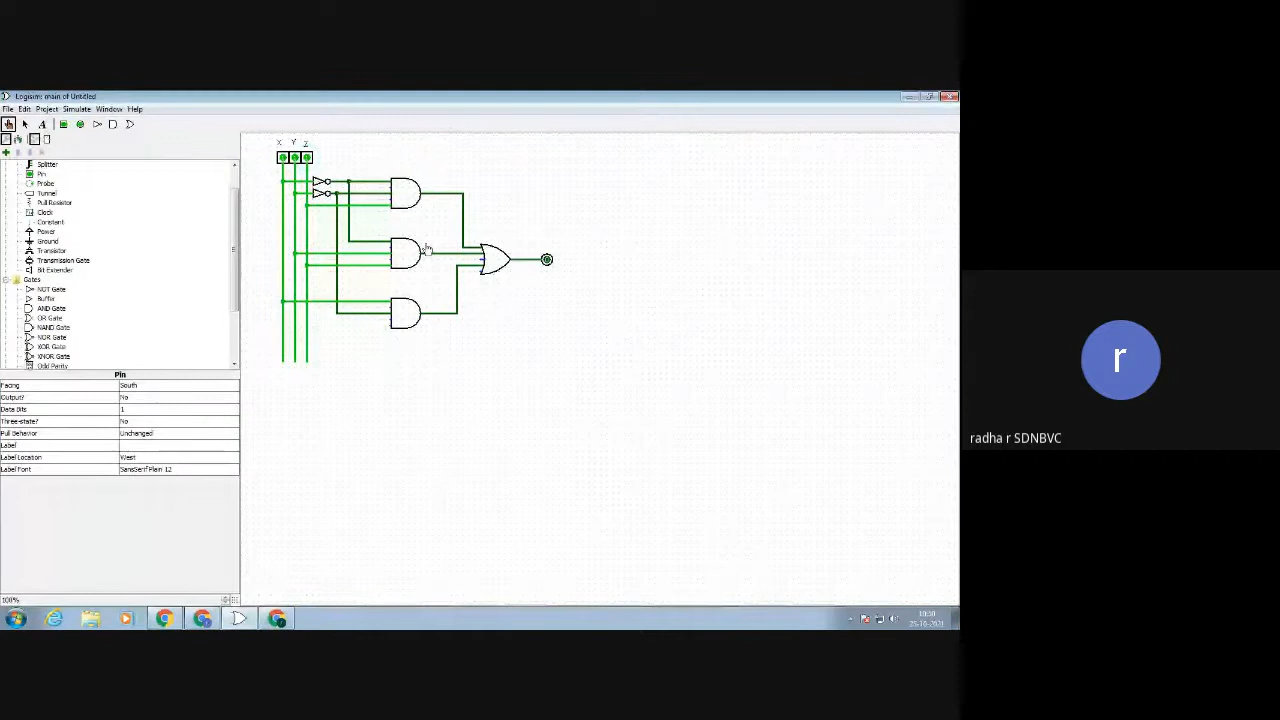 Logisim: main of Untitled
File Edit Project Simulate Window Help
A
X Y Z
Splitter
Pin
Probe
Tunnel
Pull Resistor
Clock
Constant
Power
Ground
Transistor
Transmission Gate
Bit Extender
Gates
NOT Gate
Buffer
AND Gate
OR Gate
NAND Gate
NOR Gate
XOR Gate
XNOR Gate
Odd Parity
Pin
Facing South
Output? No
Data Bits 1
Three-state? No
Pull Behavior Unchanged
Label
Label Location West
Label Font SansSerif Plain 12
100%
25-10-2021
r
radha r SDNBVC